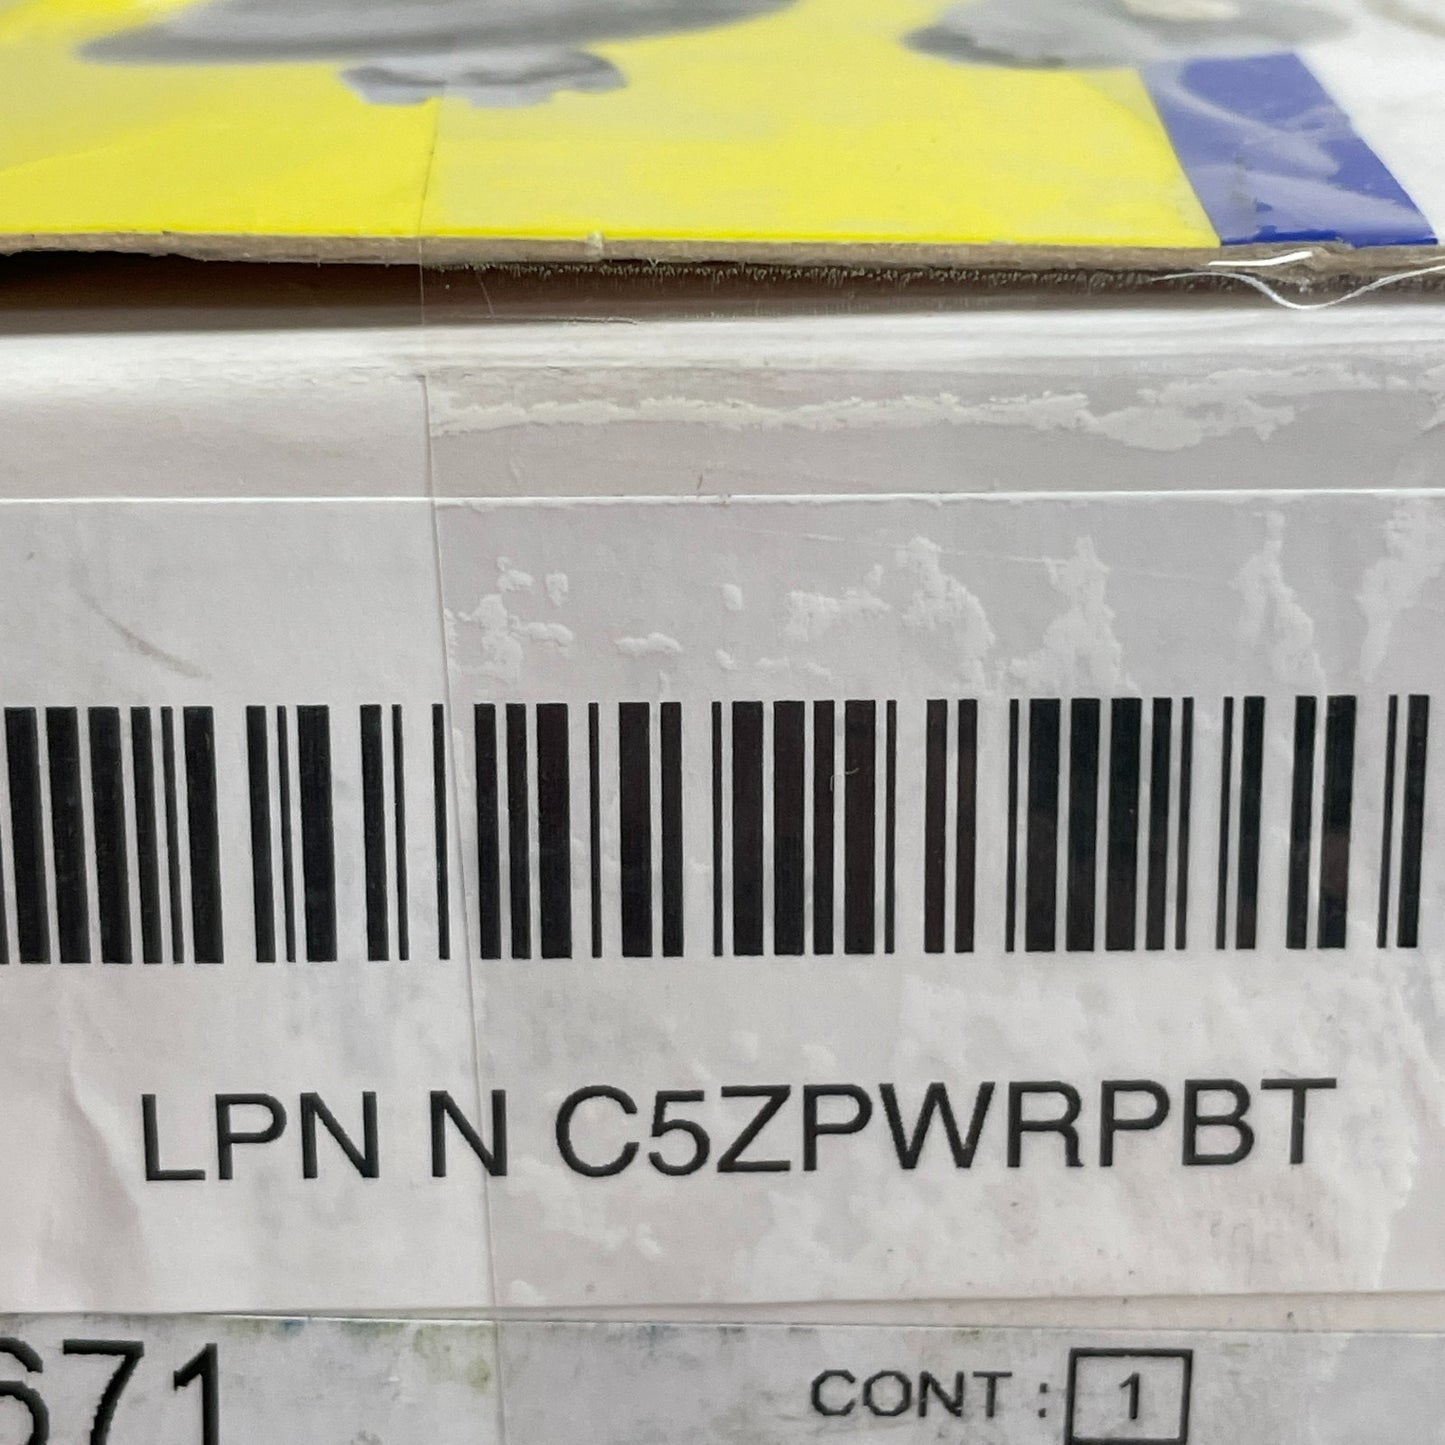 LPN N C5ZPWRPBT
671
CONT : 1